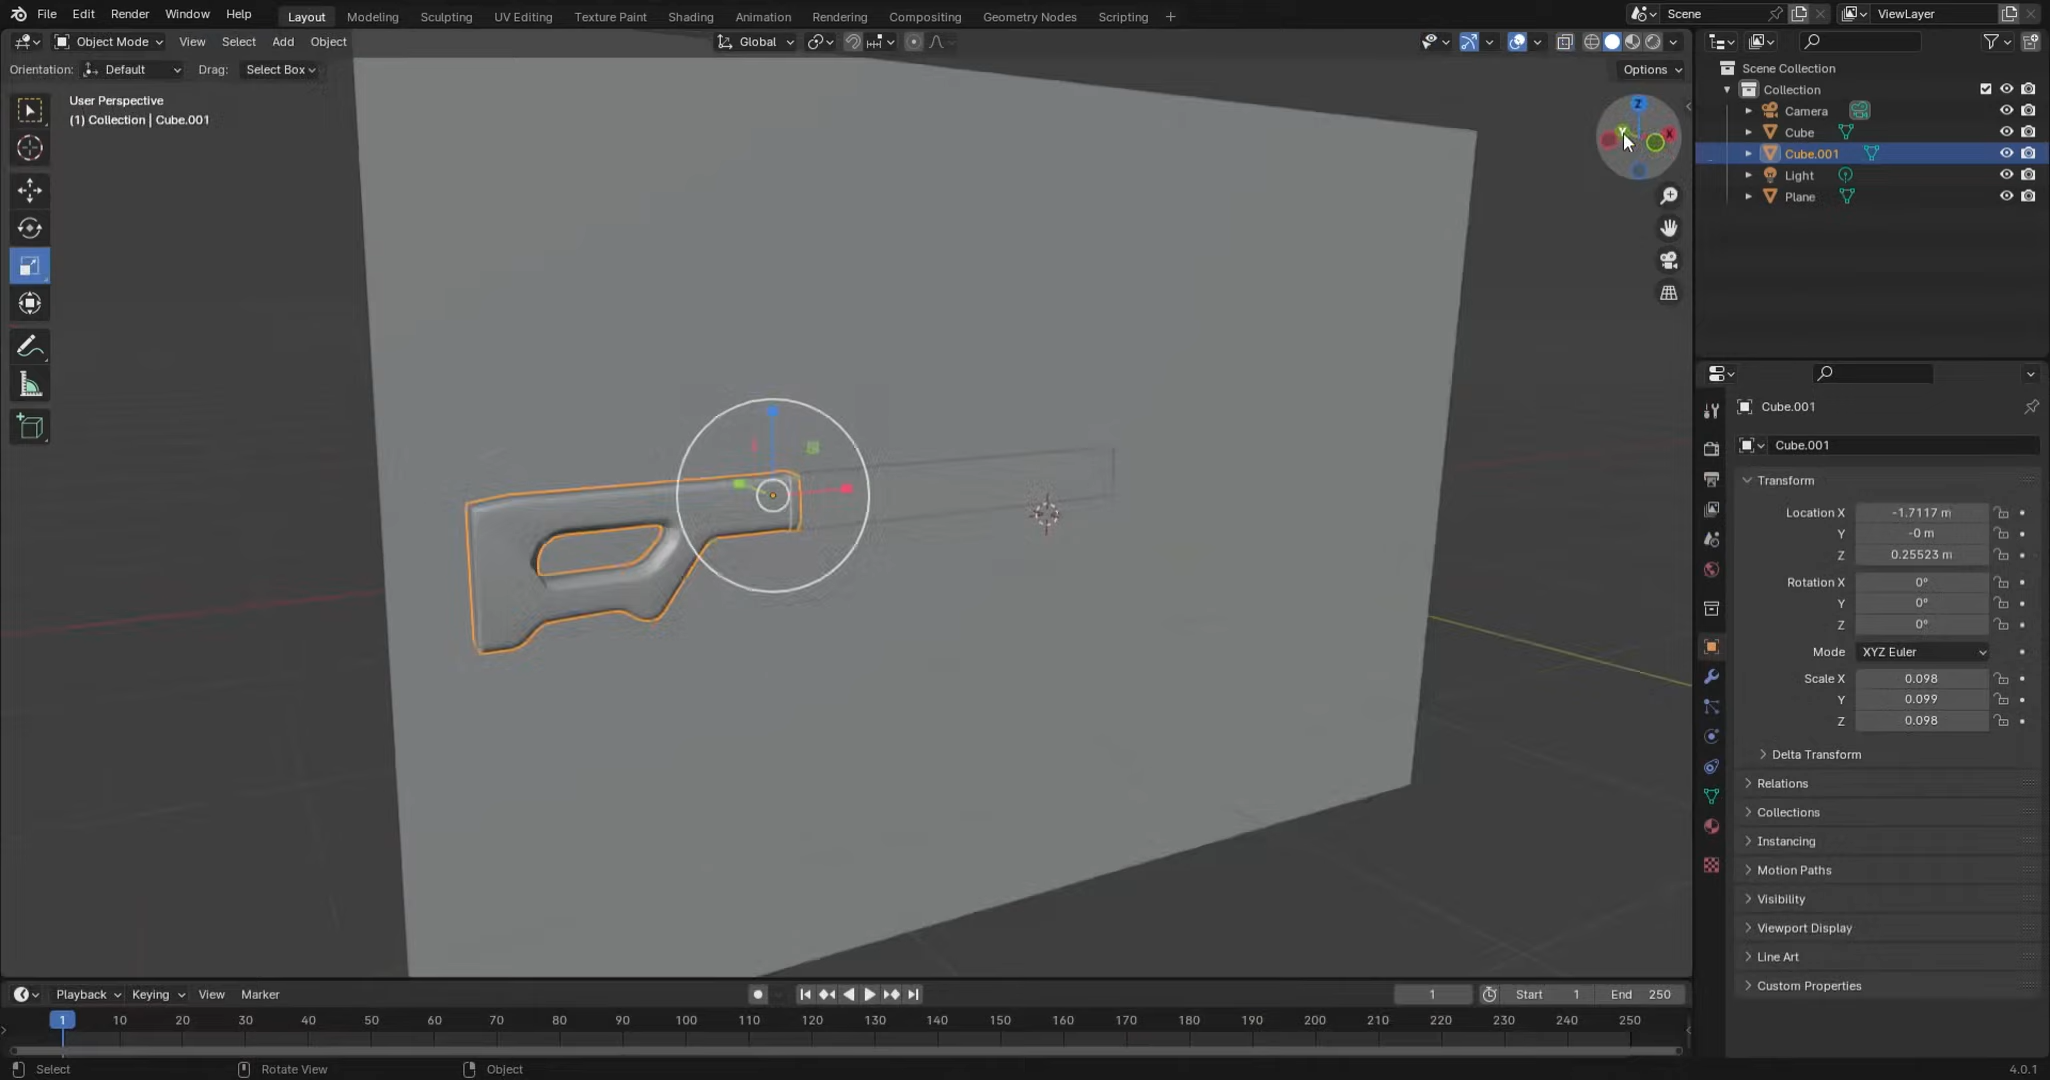 File Edit Render Window Help Layout Modeling Sculpting UV Editing Texture Paint Shading Animation Rendering Compositing Geometry Nodes Scripting + Scene ViewLayer
Object Mode View Select Add Object Global
Orientation: Default Drag: Select Box Options
User Perspective
(1) Collection | Cube.001
Z
Y
X
Scene Collection
Collection
Camera
Cube
Cube.001
Light
Plane
Cube.001
Cube.001
Transform
Location X -1.7117 m
Y -0 m
Z 0.25523 m
Rotation X 0°
Y 0°
Z 0°
Mode XYZ Euler
Scale X 0.098
Y 0.099
Z 0.098
Delta Transform
Relations
Collections
Instancing
Motion Paths
Visibility
Viewport Display
Line Art
Custom Properties
Playback Keying View Marker 1 Start 1 End 250
1 10 20 30 40 50 60 70 80 90 100 110 120 130 140 150 160 170 180 190 200 210 220 230 240 250
Select Rotate View Object 4.0.1